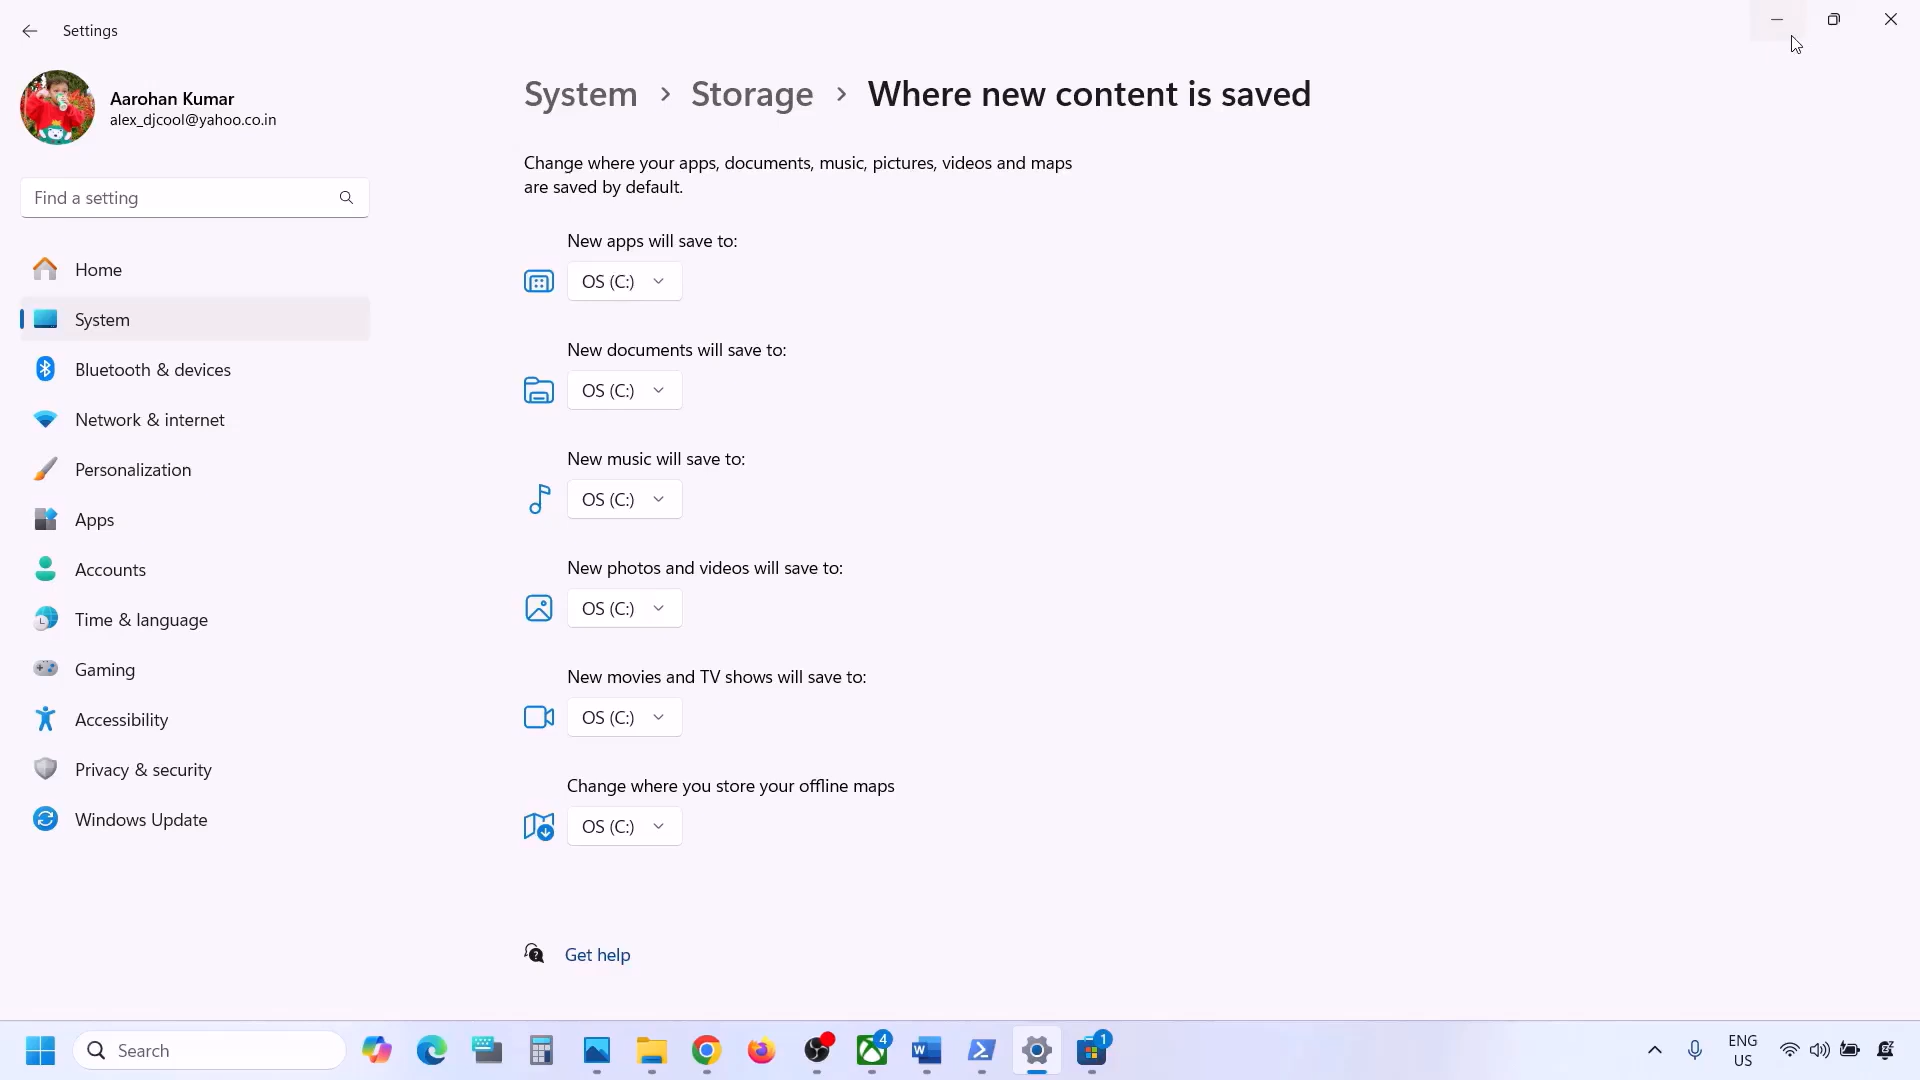 Settings
Aarohan Kumar
alex_djcool@yahoo.co.in
Find a setting
Home
System
Bluetooth & devices
Network & internet
Personalization
Apps
Accounts
Time & language
Gaming
Accessibility
Privacy & security
Windows Update
System > Storage > Where new content is saved
Change where your apps, documents, music, pictures, videos and maps
are saved by default.
New apps will save to:
OS (C:)
New documents will save to:
OS (C:)
New music will save to:
OS (C:)
New photos and videos will save to:
OS (C:)
New movies and TV shows will save to:
OS (C:)
Change where you store your offline maps
OS (C:)
Get help
Search
4
1
ENG
US